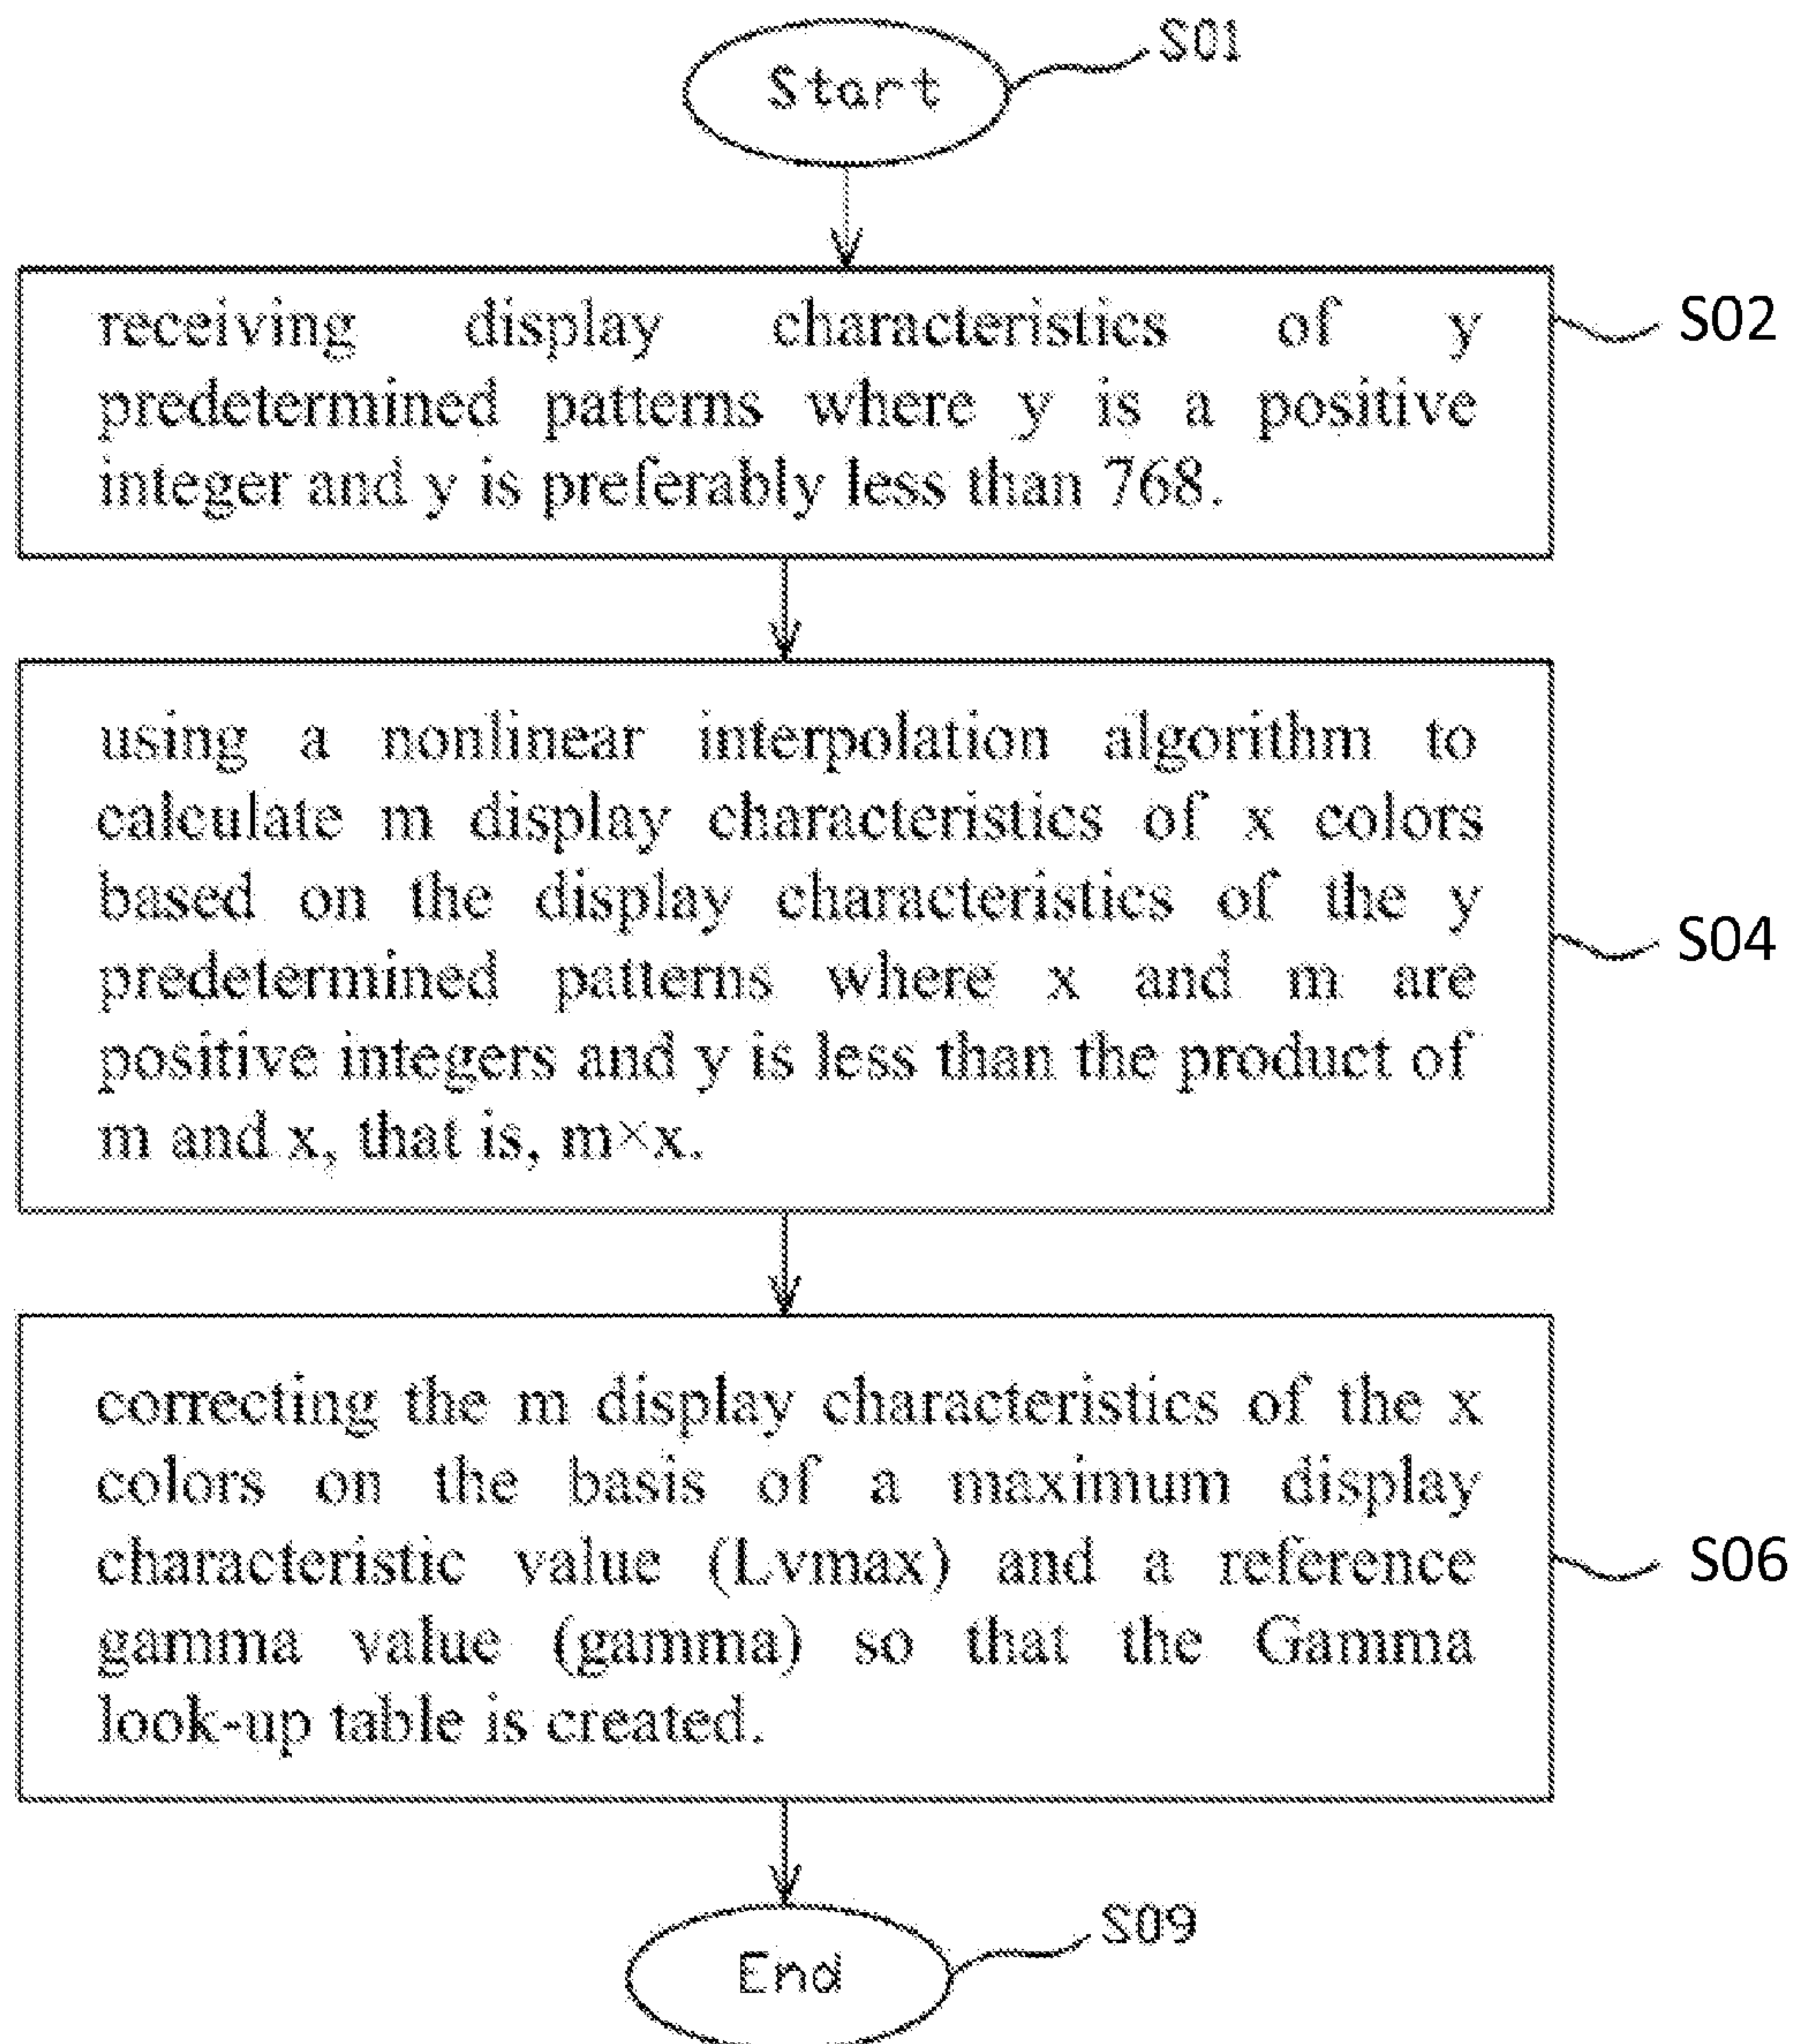 Start
S01
receiving display characteristics of y
predetermined patterns where y is a positive
integer and y is preferably less than 768.
S02
using a nonlinear interpolation algorithm to
calculate m display characteristics of x colors
based on the display characteristics of the y
predetermined patterns where x and m are
positive integers and y is less than the product of
m and x, that is, m×x.
S04
correcting the m display characteristics of the x
colors on the basis of a maximum display
characteristic value (Lvmax) and a reference
gamma value (gamma) so that the Gamma
look-up table is created.
S06
End
S09